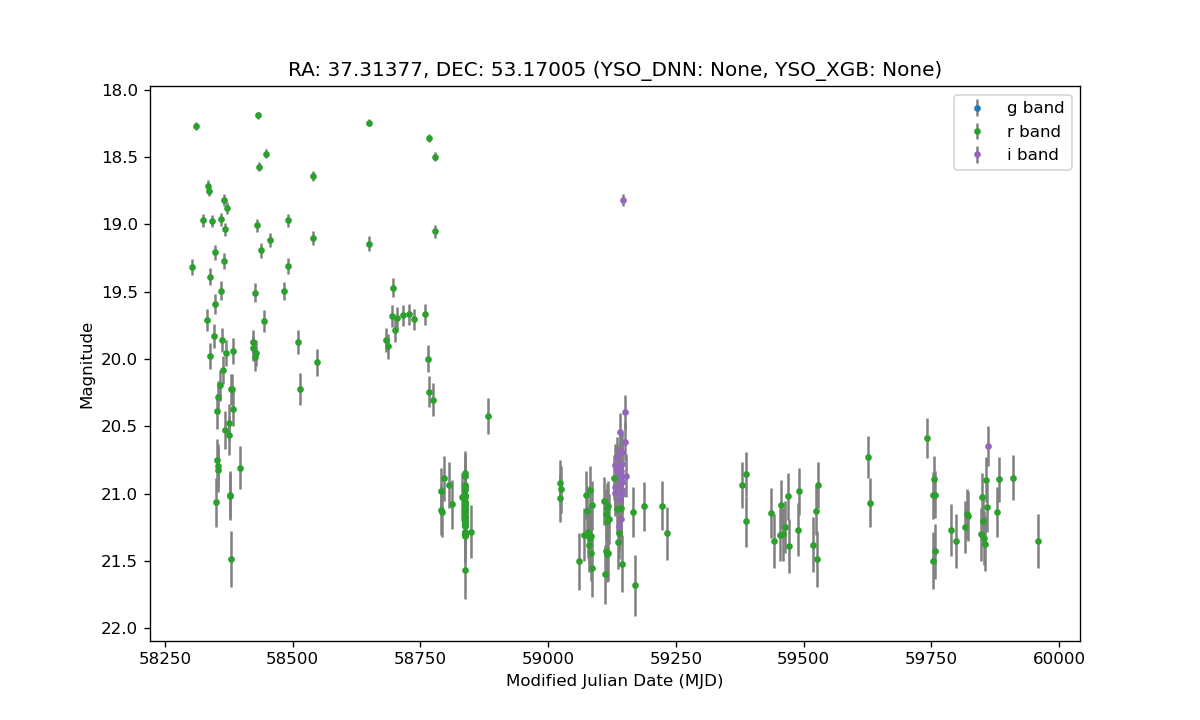 RA: 37.31377, DEC: 53.17005 (YSO_DNN: None, YSO_XGB: None)
18.0
18.5
19.0
19.5
20.0
20.5
21.0
21.5
22.0
Magnitude
g band
r band
i band
58250
58500
58750
59000
59250
59500
59750
60000
Modified Julian Date (MJD)